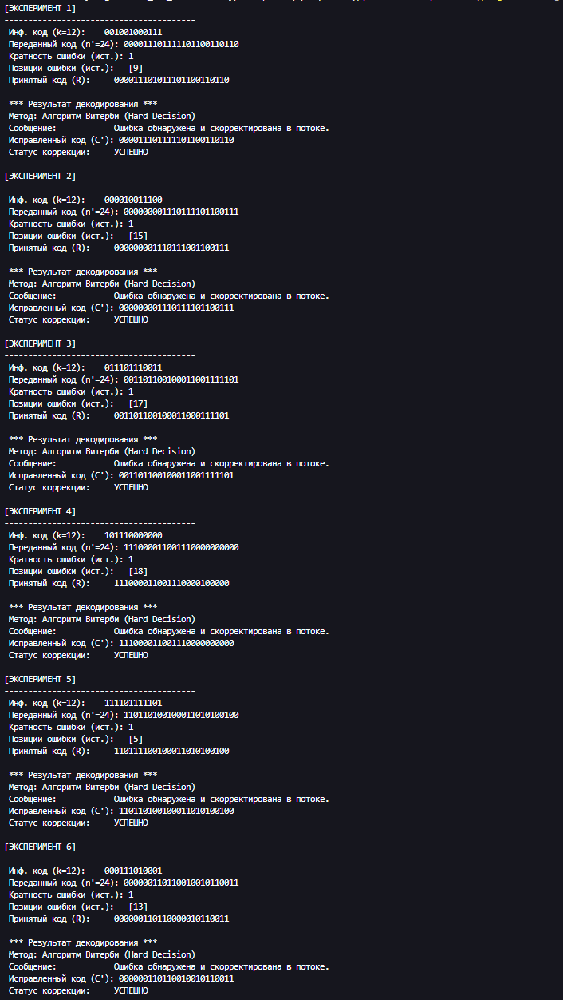 [ЭКСПЕРИМЕНТ 1]
----------------------------------------
Инф. код (k=12): 001001000111
Переданный код (n'=24): 000011101111101100110110
Кратность ошибки (ист.): 1
Позиции ошибки (ист.): [9]
Принятый код (R): 000011101011101100110110
*** Результат декодирования ***
Метод: Алгоритм Витерби (Hard Decision)
Сообщение: Ошибка обнаружена и скорректирована в потоке.
Исправленный код (C'): 000011101111101100110110
Статус коррекции: УСПЕШНО
[ЭКСПЕРИМЕНТ 2]
----------------------------------------
Инф. код (k=12): 000010011100
Переданный код (n'=24): 000000001110111101100111
Кратность ошибки (ист.): 1
Позиции ошибки (ист.): [15]
Принятый код (R): 000000001110111001100111
*** Результат декодирования ***
Метод: Алгоритм Витерби (Hard Decision)
Сообщение: Ошибка обнаружена и скорректирована в потоке.
Исправленный код (C'): 000000001110111101100111
Статус коррекции: УСПЕШНО
[ЭКСПЕРИМЕНТ 3]
----------------------------------------
Инф. код (k=12): 011101110011
Переданный код (n'=24): 001101100100011001111101
Кратность ошибки (ист.): 1
Позиции ошибки (ист.): [17]
Принятый код (R): 001101100100011000111101
*** Результат декодирования ***
Метод: Алгоритм Витерби (Hard Decision)
Сообщение: Ошибка обнаружена и скорректирована в потоке.
Исправленный код (C'): 001101100100011001111101
Статус коррекции: УСПЕШНО
[ЭКСПЕРИМЕНТ 4]
----------------------------------------
Инф. код (k=12): 101110000000
Переданный код (n'=24): 111000011001110000000000
Кратность ошибки (ист.): 1
Позиции ошибки (ист.): [18]
Принятый код (R): 111000011001110000100000
*** Результат декодирования ***
Метод: Алгоритм Витерби (Hard Decision)
Сообщение: Ошибка обнаружена и скорректирована в потоке.
Исправленный код (C'): 111000011001110000000000
Статус коррекции: УСПЕШНО
[ЭКСПЕРИМЕНТ 5]
----------------------------------------
Инф. код (k=12): 111101111101
Переданный код (n'=24): 110110100100011010100100
Кратность ошибки (ист.): 1
Позиции ошибки (ист.): [5]
Принятый код (R): 110111100100011010100100
*** Результат декодирования ***
Метод: Алгоритм Витерби (Hard Decision)
Сообщение: Ошибка обнаружена и скорректирована в потоке.
Исправленный код (C'): 110110100100011010100100
Статус коррекции: УСПЕШНО
[ЭКСПЕРИМЕНТ 6]
----------------------------------------
Инф. код (k=12): 000111010001
Переданный код (n'=24): 000000110110010010110011
Кратность ошибки (ист.): 1
Позиции ошибки (ист.): [13]
Принятый код (R): 000000110110000010110011
*** Результат декодирования ***
Метод: Алгоритм Витерби (Hard Decision)
Сообщение: Ошибка обнаружена и скорректирована в потоке.
Исправленный код (C'): 000000110110010010110011
Статус коррекции: УСПЕШНО